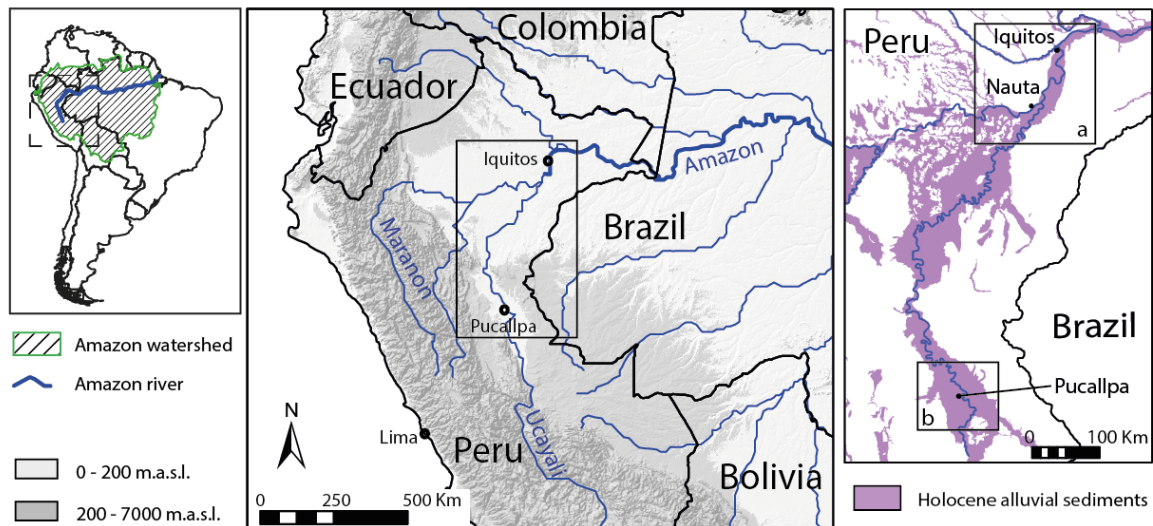 Amazon watershed
Amazon river
0 - 200 m.a.s.l.
200 - 7000 m.a.s.l.
Colombia
Ecuador
Iquitos
Amazon
Brazil
Maranon
Pucallpa
N
Lima
Peru
Ucayali
Bolivia
0 250 500 Km
Peru
Iquitos
Nauta
a
Brazil
Pucallpa
b
0 100 Km
Holocene alluvial sediments